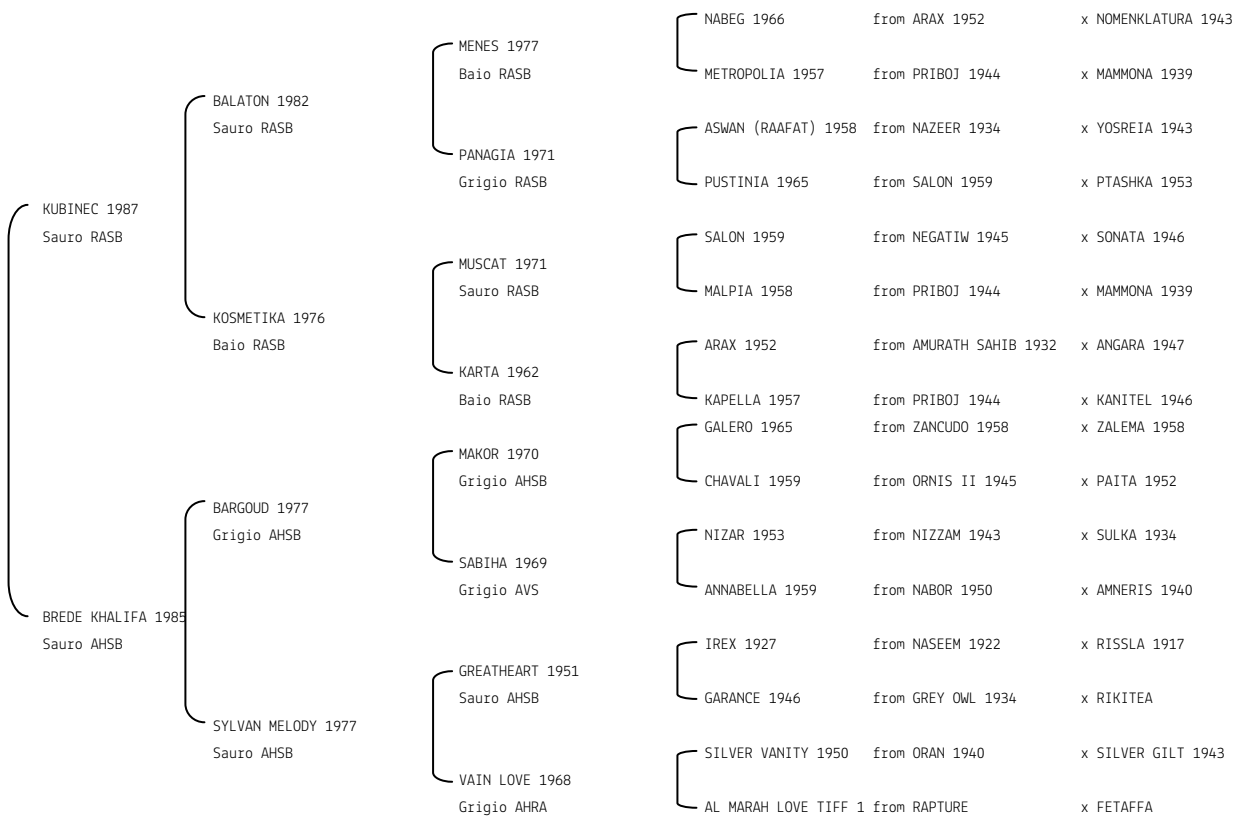 NABEG 1966 from ARAX 1952 x NOMENKLATURA 1943
MENES 1977
Baio RASB METROPOLIA 1957 from PRIBOJ 1944 x MAMMONA 1939
BALATON 1982
Sauro RASB ASWAN (RAAFAT) 1958 from NAZEER 1934 x YOSREIA 1943
PANAGIA 1971
Grigio RASB PUSTINIA 1965 from SALON 1959 x PTASHKA 1953
KUBINEC 1987
Sauro RASB SALON 1959 from NEGATIW 1945 x SONATA 1946
MUSCAT 1971
Sauro RASB MALPIA 1958 from PRIBOJ 1944 x MAMMONA 1939
KOSMETIKA 1976
Baio RASB ARAX 1952 from AMURATH SAHIB 1932 x ANGARA 1947
KARTA 1962
Baio RASB KAPELLA 1957 from PRIBOJ 1944 x KANITEL 1946
GALERO 1965 from ZANCUDO 1958 x ZALEMA 1958
MAKOR 1970
Grigio AHSB CHAVALI 1959 from ORNIS II 1945 x PAITA 1952
BARGOUD 1977
Grigio AHSB NIZAR 1953 from NIZZAM 1943 x SULKA 1934
SABIHA 1969
Grigio AVS ANNABELLA 1959 from NABOR 1950 x AMNERIS 1940
BREDE KHALIFA 1985
Sauro AHSB IREX 1927 from NASEEM 1922 x RISSLA 1917
GREATHEART 1951
Sauro AHSB GARANCE 1946 from GREY OWL 1934 x RIKITEA
SYLVAN MELODY 1977
Sauro AHSB SILVER VANITY 1950 from ORAN 1940 x SILVER GILT 1943
VAIN LOVE 1968
Grigio AHRA AL MARAH LOVE TIFF 1 from RAPTURE x FETAFFA